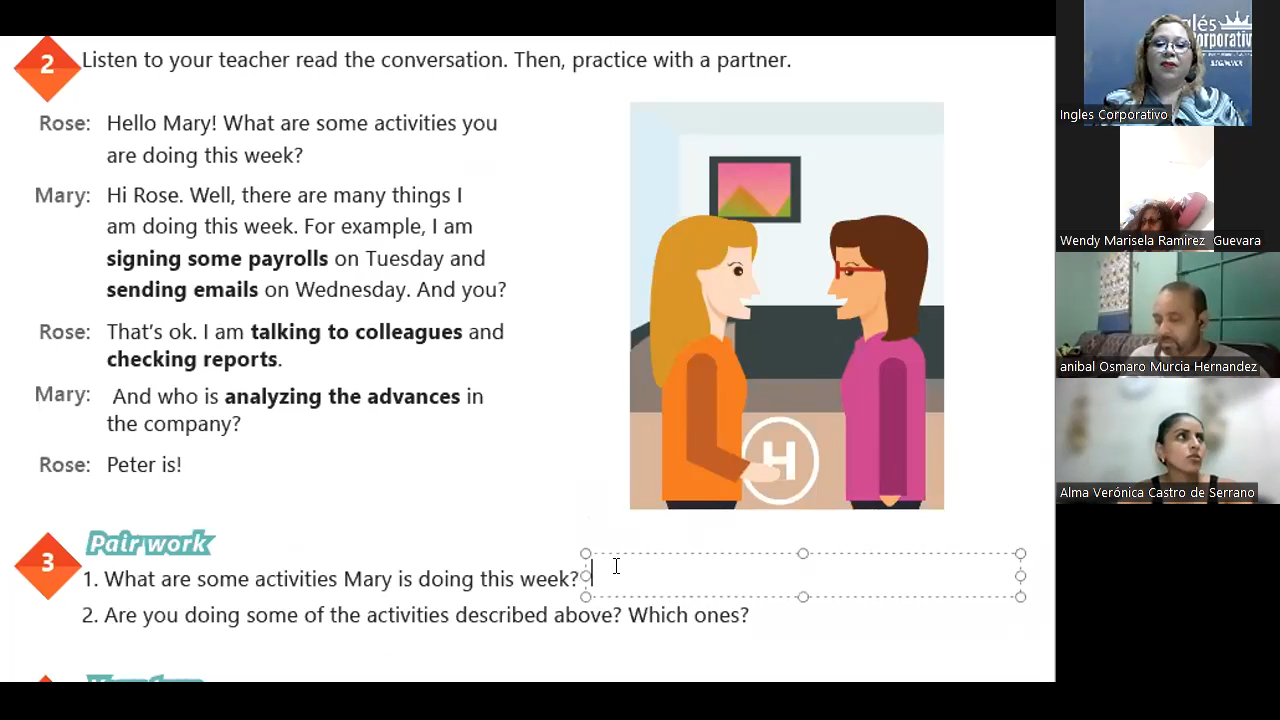 2
Listen to your teacher read the conversation. Then, practice with a partner.
Rose: Hello Mary! What are some activities you
are doing this week?
Mary: Hi Rose. Well, there are many things I
am doing this week. For example, I am
signing some payrolls on Tuesday and
sending emails on Wednesday. And you?
Rose: That's ok. I am talking to colleagues and
checking reports.
Mary: And who is analyzing the advances in
the company?
Rose: Peter is!
H
3
Pair work
1. What are some activities Mary is doing this week?
2. Are you doing some of the activities described above? Which ones?
glés
orporativ
BEGINNER
Ingles Corporativo
Wendy Marisela Ramirez Guevara
anibal Osmaro Murcia Hernandez
Alma Verónica Castro de Serrano